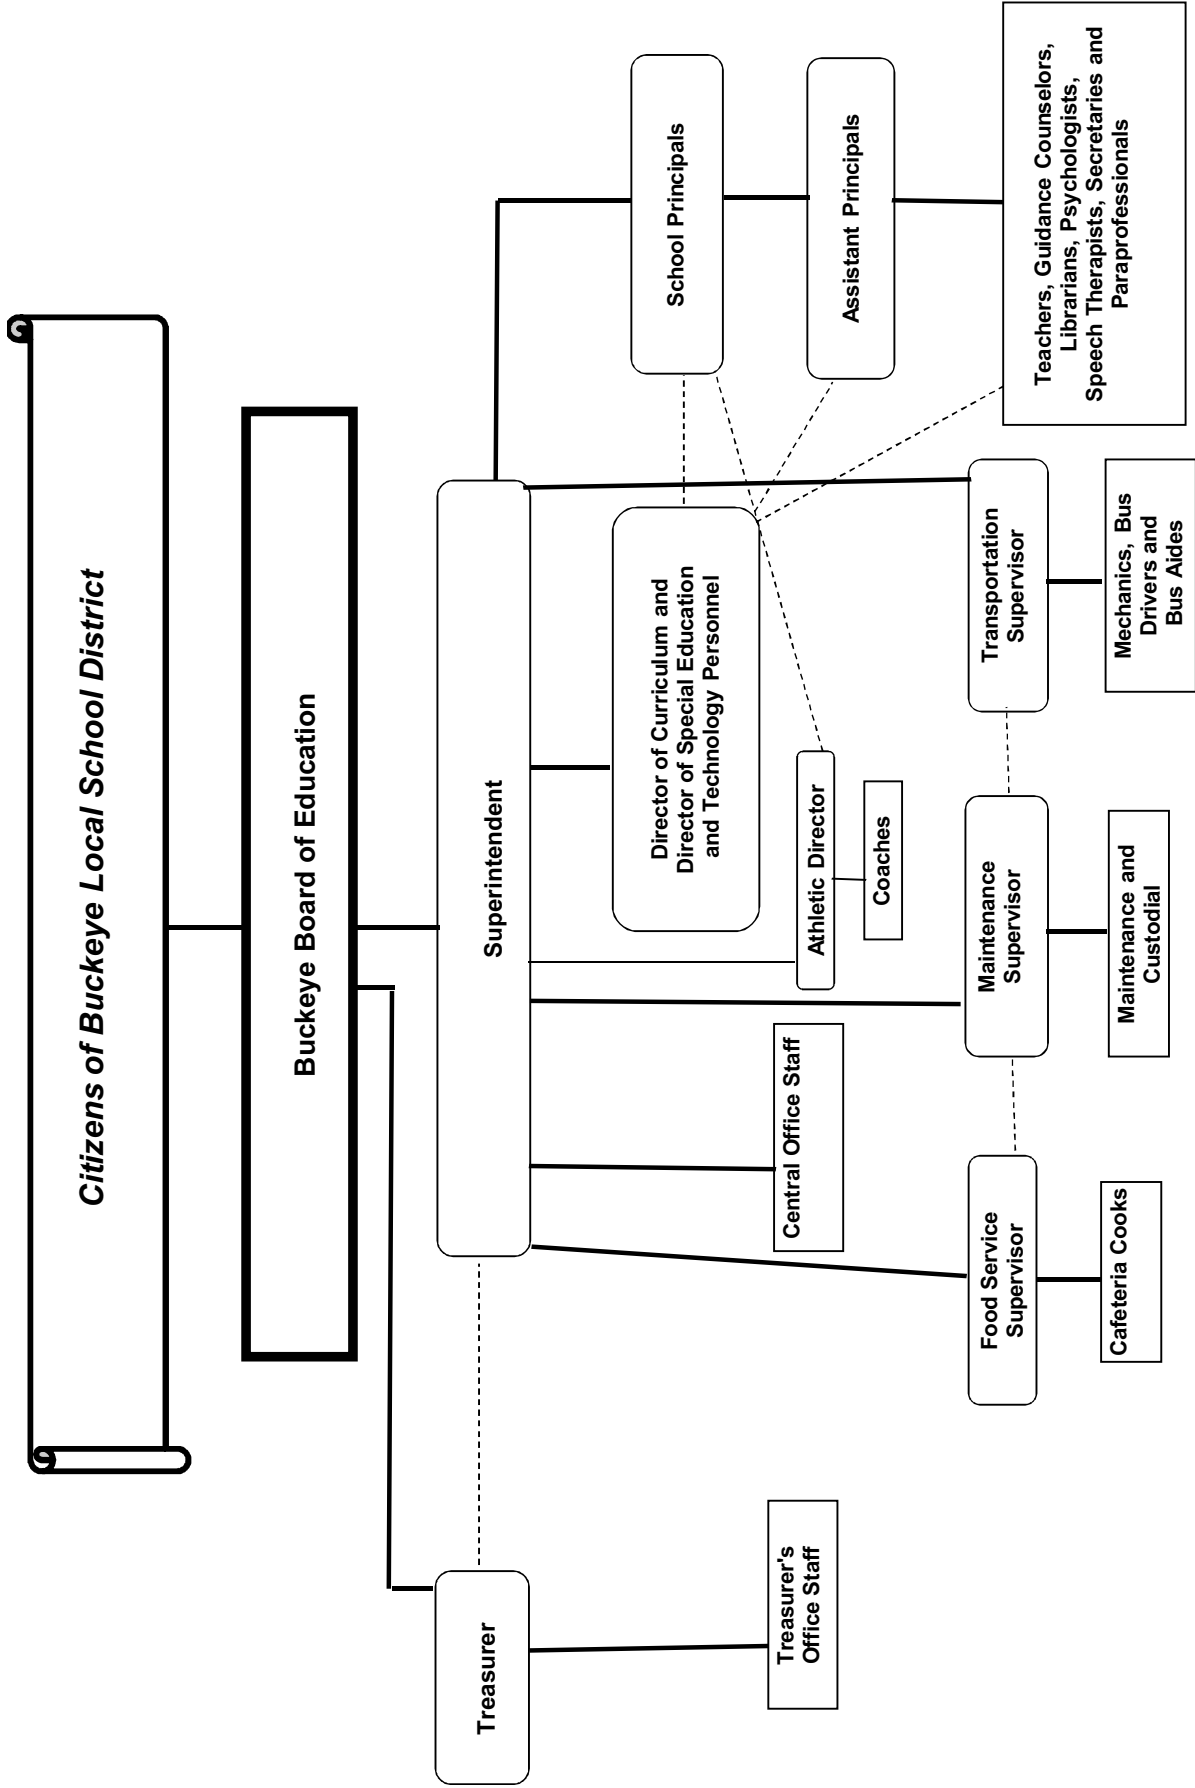 Citizens of Buckeye Local School District
Buckeye Board of Education
Treasurer
Superintendent
Treasurer's
Office Staff
Central Office Staff
Director of Curriculum and
Director of Special Education
and Technology Personnel
Athletic Director
Coaches
School Principals
Assistant Principals
Teachers, Guidance Counselors,
Librarians, Psychologists,
Speech Therapists, Secretaries and
Paraprofessionals
Food Service
Supervisor
Cafeteria Cooks
Maintenance
Supervisor
Maintenance and
Custodial
Transportation
Supervisor
Mechanics, Bus
Drivers and
Bus Aides